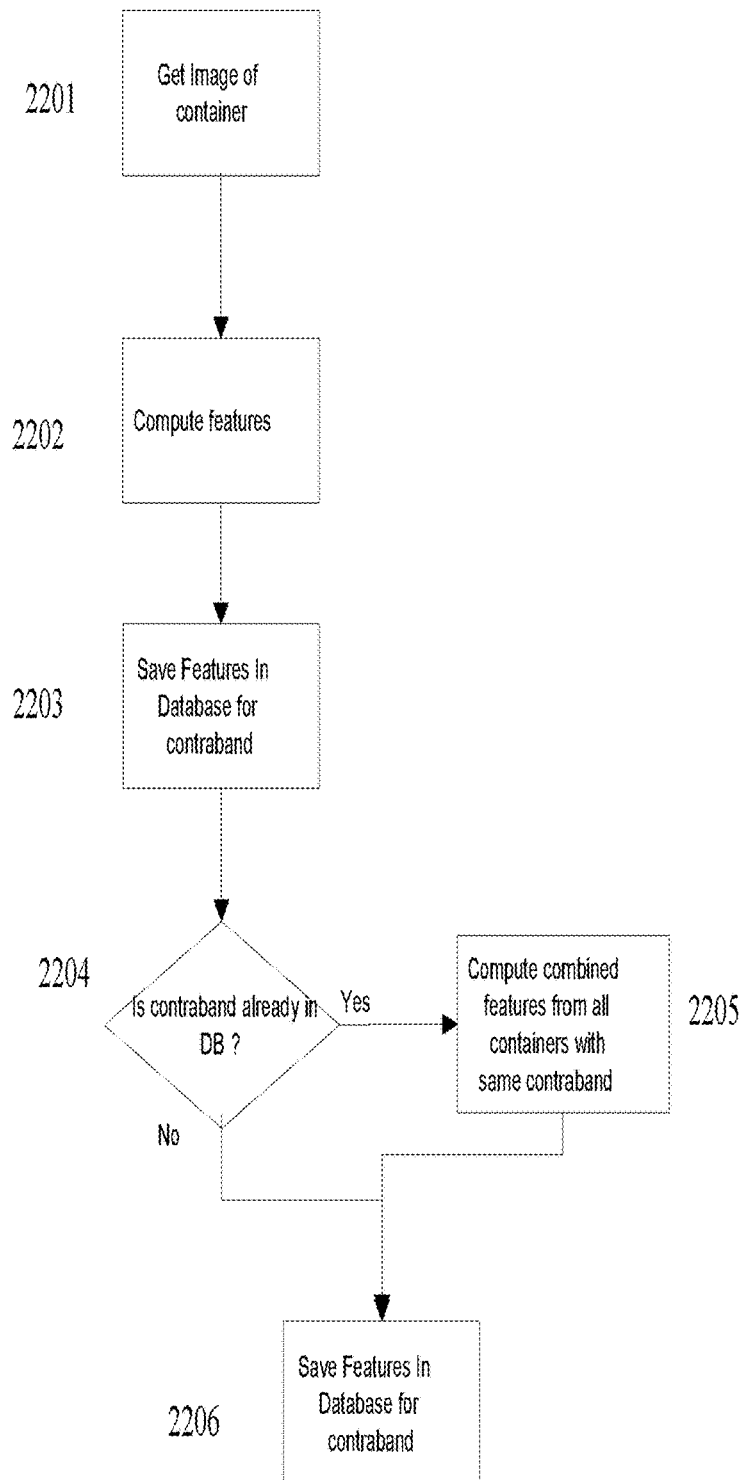 2201
Get Image of
container
2202
Compute features
2203
Save Features In
Database for
contraband
2204
Is contraband already in
DB ?
Yes
No
Compute combined
features from all
containers with
same contraband
2205
Save Features In
Database for
contraband
2206